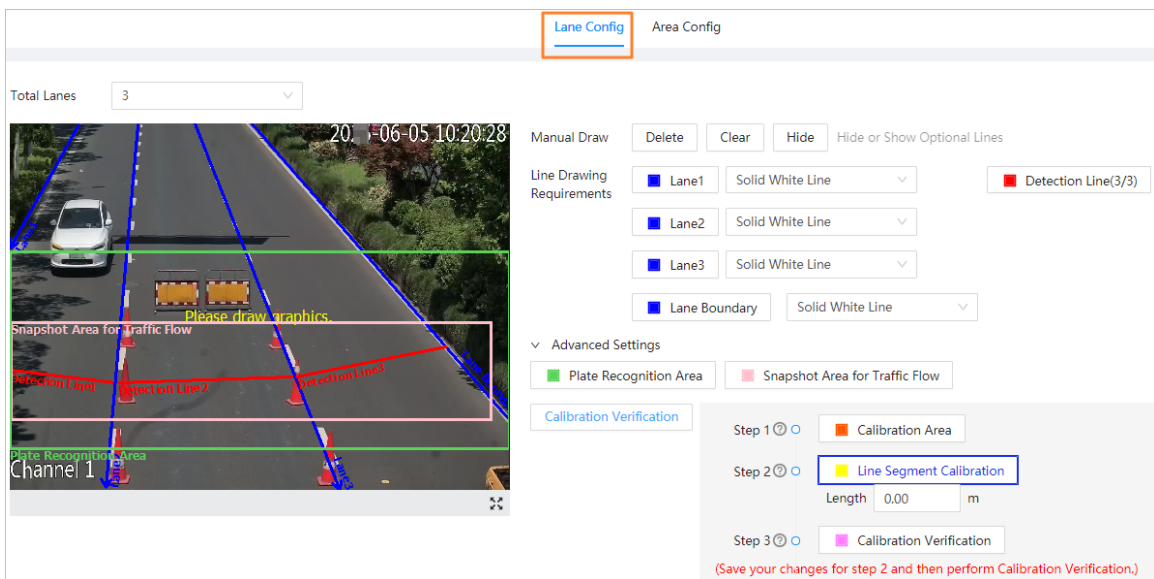 Lane Config Area Config
Total Lanes 3
20 -06-05 10:20:28
Please draw graphics.
Snapshot Area for Traffic Flow
Detection Line1
Detection Line2
Detection Line3
Plate Recognition Area
Channel 1
Lane2
Lane3
Manual Draw Delete Clear Hide Hide or Show Optional Lines
Line Drawing Requirements
Lane1 Solid White Line Detection Line(3/3)
Lane2 Solid White Line
Lane3 Solid White Line
Lane Boundary Solid White Line
Advanced Settings
Plate Recognition Area Snapshot Area for Traffic Flow
Calibration Verification
Step 1 Calibration Area
Step 2 Line Segment Calibration
Length 0.00 m
Step 3 Calibration Verification
(Save your changes for step 2 and then perform Calibration Verification.)